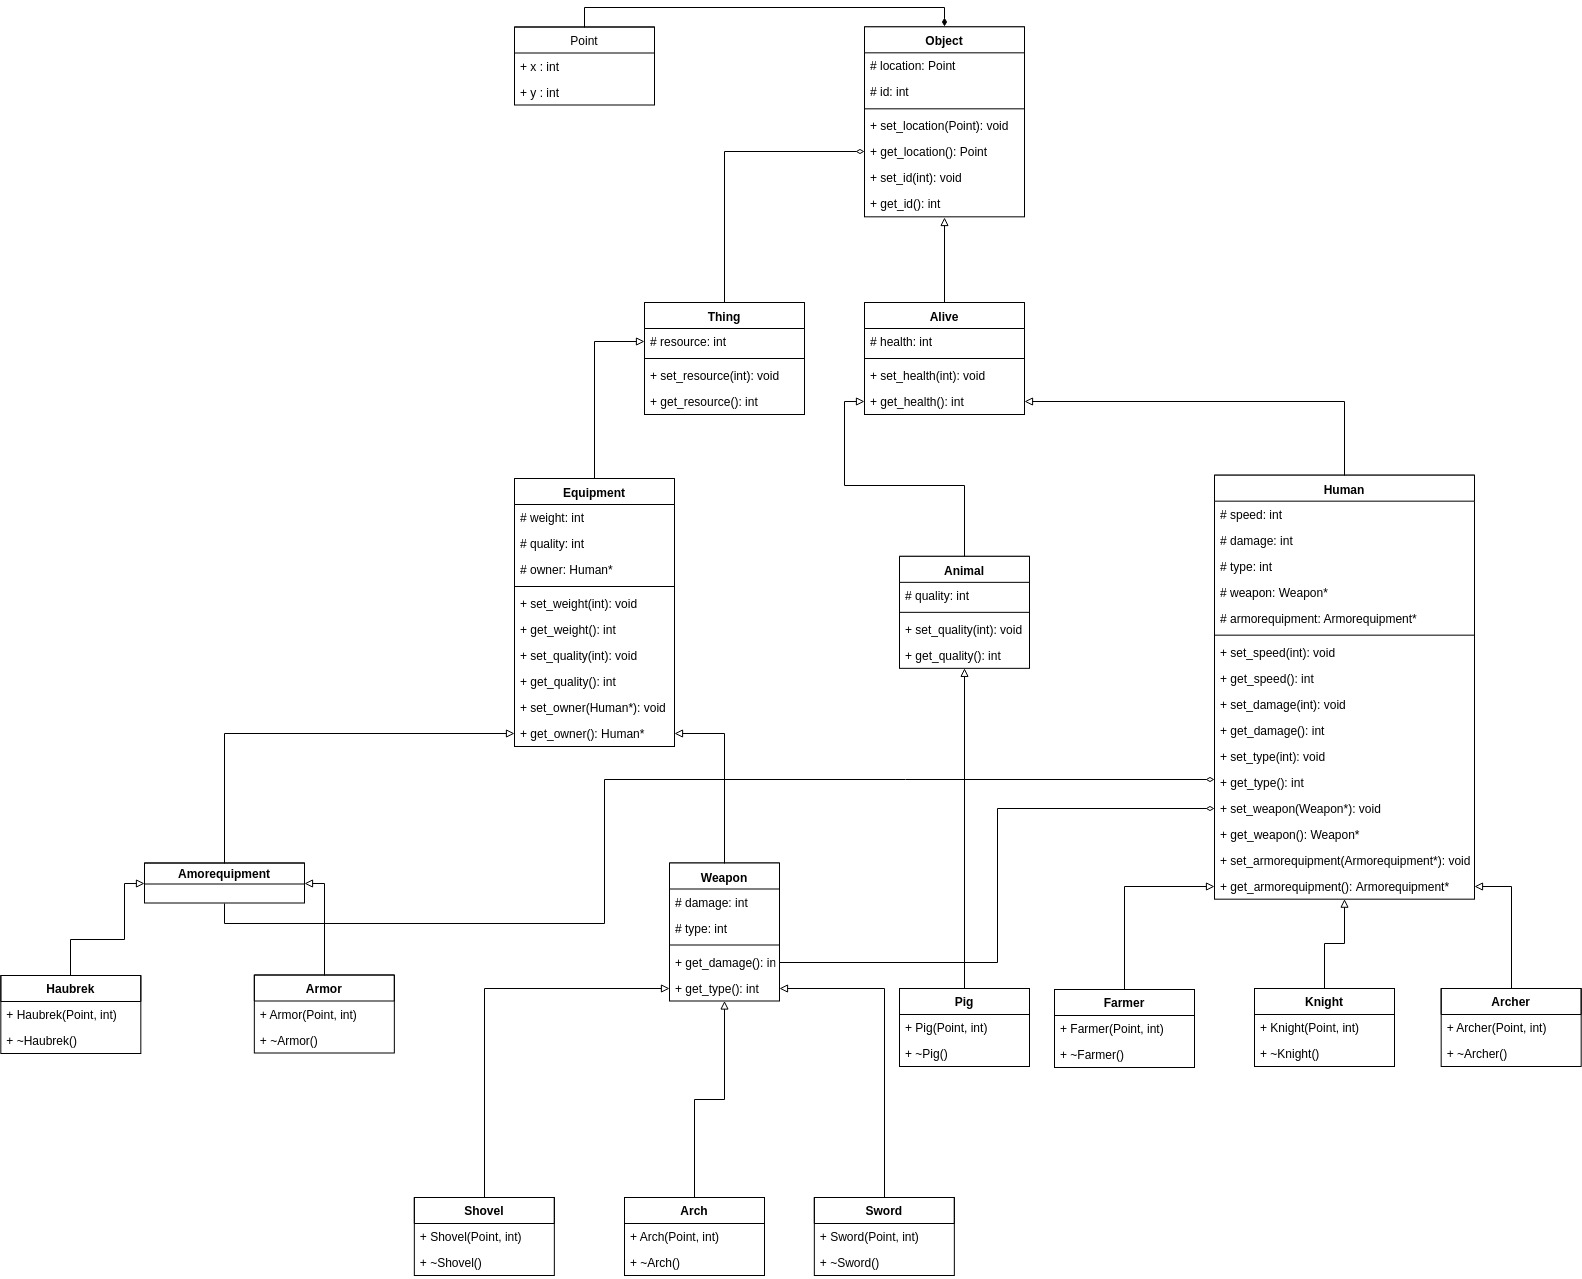 Point
+ x : int
+ y : int
Object
# location: Point
# id: int
+ set_location(Point): void
+ get_location(): Point
+ set_id(int): void
+ get_id(): int
Thing
# resource: int
+ set_resource(int): void
+ get_resource(): int
Alive
# health: int
+ set_health(int): void
+ get_health(): int
Equipment
# weight: int
# quality: int
# owner: Human*
+ set_weight(int): void
+ get_weight(): int
+ set_quality(int): void
+ get_quality(): int
+ set_owner(Human*): void
+ get_owner(): Human*
Animal
# quality: int
+ set_quality(int): void
+ get_quality(): int
Human
# speed: int
# damage: int
# type: int
# weapon: Weapon*
# armorequipment: Armorequipment*
+ set_speed(int): void
+ get_speed(): int
+ set_damage(int): void
+ get_damage(): int
+ set_type(int): void
+ get_type(): int
+ set_weapon(Weapon*): void
+ get_weapon(): Weapon*
+ set_armorequipment(Armorequipment*): void
+ get_armorequipment(): Armorequipment*
Amorequipment
Weapon
# damage: int
# type: int
+ get_damage(): in
+ get_type(): int
Haubrek
+ Haubrek(Point, int)
+ ~Haubrek()
Armor
+ Armor(Point, int)
+ ~Armor()
Pig
+ Pig(Point, int)
+ ~Pig()
Farmer
+ Farmer(Point, int)
+ ~Farmer()
Knight
+ Knight(Point, int)
+ ~Knight()
Archer
+ Archer(Point, int)
+ ~Archer()
Shovel
+ Shovel(Point, int)
+ ~Shovel()
Arch
+ Arch(Point, int)
+ ~Arch()
Sword
+ Sword(Point, int)
+ ~Sword()